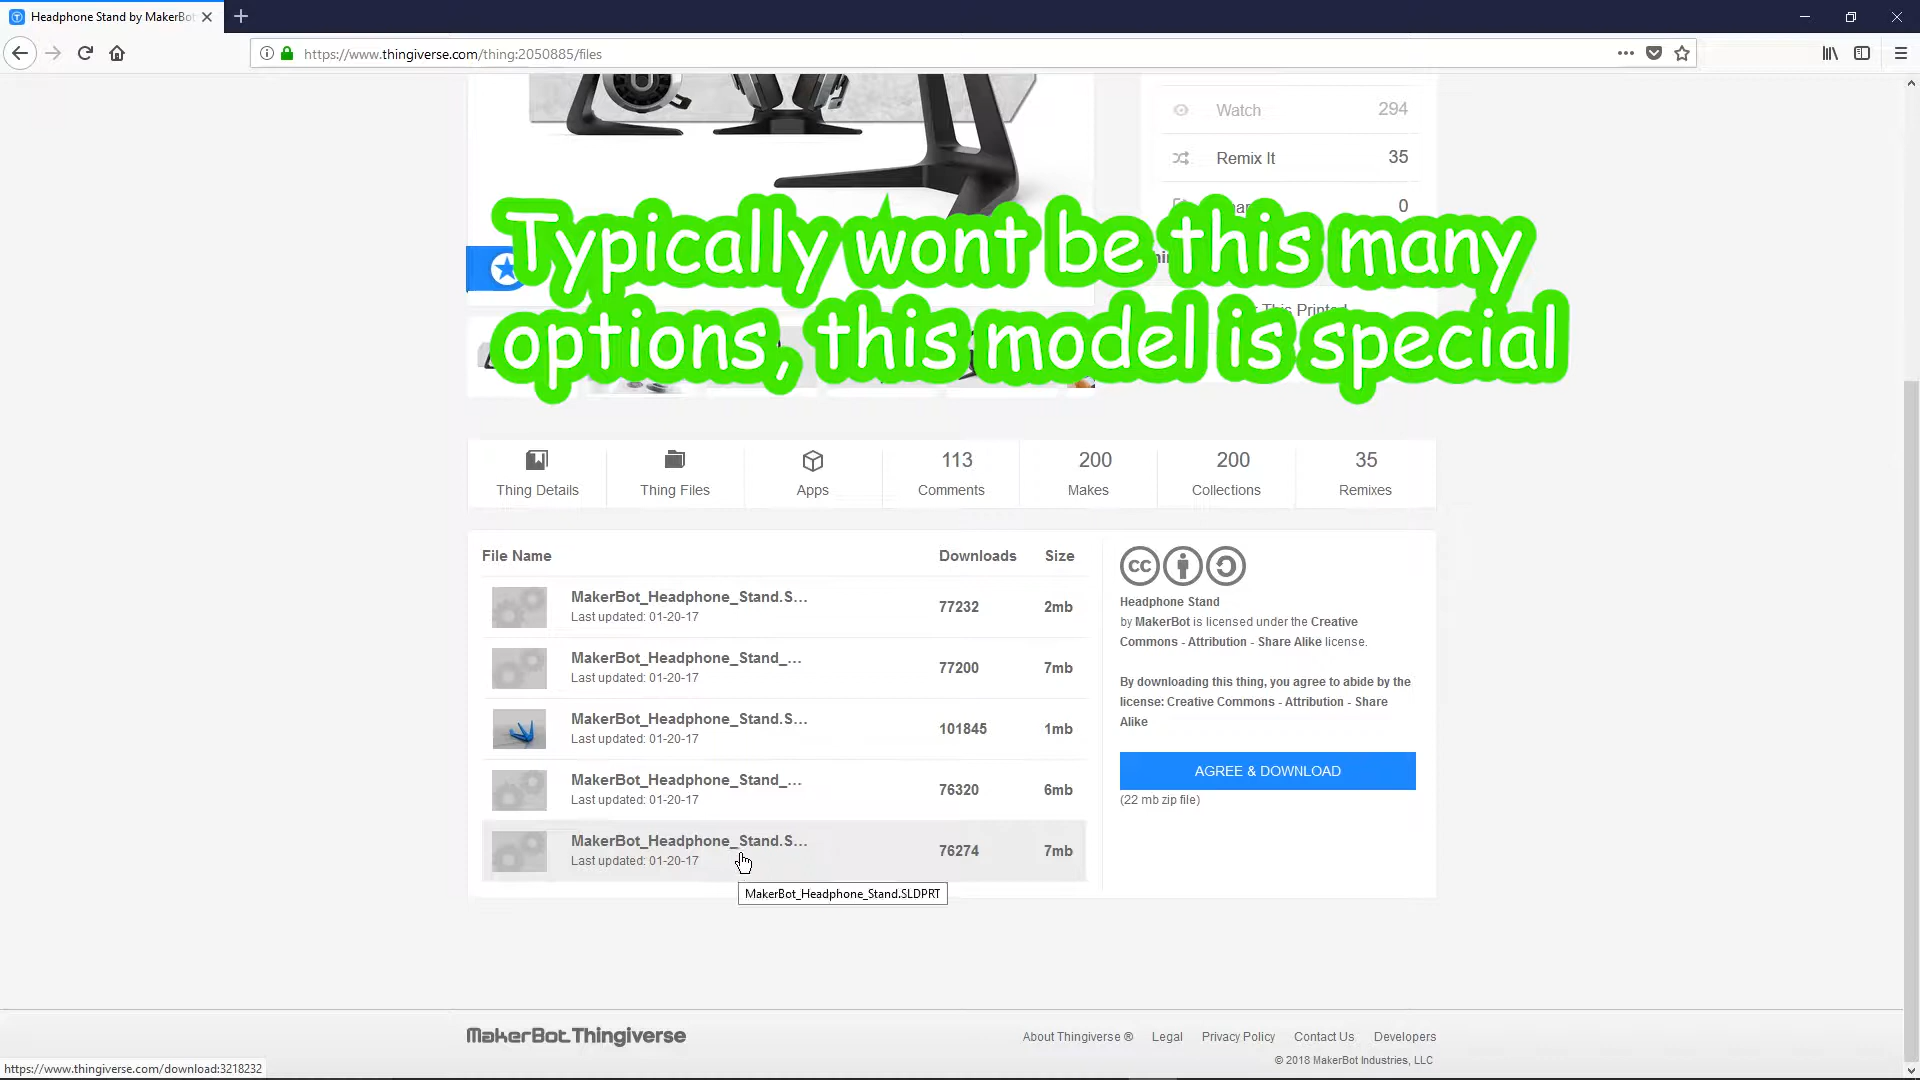 Headphone Stand by MakerBot
https://www.thingiverse.com/thing:2050885/files
Watch 294
Remix It 35
0
Typically wont be this many
options, this model is special
This Printed
Thing Details
Thing Files
Apps
113
Comments
200
Makes
200
Collections
35
Remixes
File Name Downloads Size
MakerBot_Headphone_Stand.S...
Last updated: 01-20-17
77232 2mb
MakerBot_Headphone_Stand_...
Last updated: 01-20-17
77200 7mb
MakerBot_Headphone_Stand.S...
Last updated: 01-20-17
101845 1mb
MakerBot_Headphone_Stand_...
Last updated: 01-20-17
76320 6mb
MakerBot_Headphone_Stand.S...
Last updated: 01-20-17
76274 7mb
MakerBot_Headphone_Stand.SLDPRT
cc
Headphone Stand
by MakerBot is licensed under the Creative
Commons - Attribution - Share Alike license.
By downloading this thing, you agree to abide by the
license: Creative Commons - Attribution - Share
Alike
AGREE & DOWNLOAD
(22 mb zip file)
MakerBot Thingiverse
About Thingiverse ® Legal Privacy Policy Contact Us Developers
© 2018 MakerBot Industries, LLC
https://www.thingiverse.com/download:3218232